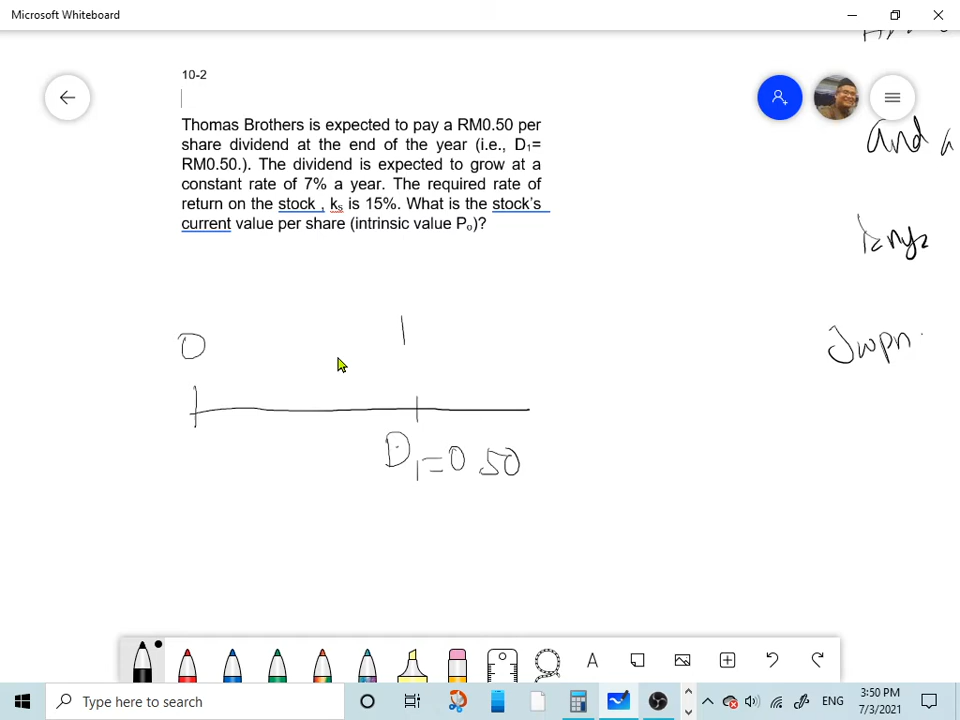 Microsoft Whiteboard
10-2
Thomas Brothers is expected to pay a RM0.50 per
share dividend at the end of the year (i.e., D₁=
RM0.50.). The dividend is expected to grow at a
constant rate of 7% a year. The required rate of
return on the stock , kₛ is 15%. What is the stock's
current value per share (intrinsic value Pₒ)?
and
0
1
D₁=0 50
A
Type here to search
ENG
3:50 PM
7/3/2021